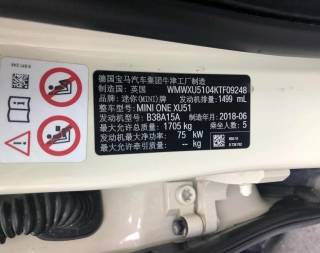 德国宝马汽车集团牛津工厂制造
制造国: 英国 WMWXU5104KTF09248
品牌: 迷你(MINI)牌 发动机排量: 1499 mL
整车型号: MINI ONE XU51
发动机型号: B38A15A 制造年月: 2018-06
最大允许总质量: 1705 kg 乘坐人数: 5
发动机最大净功率: 75 kW
最大允许牵引质量: -- kg